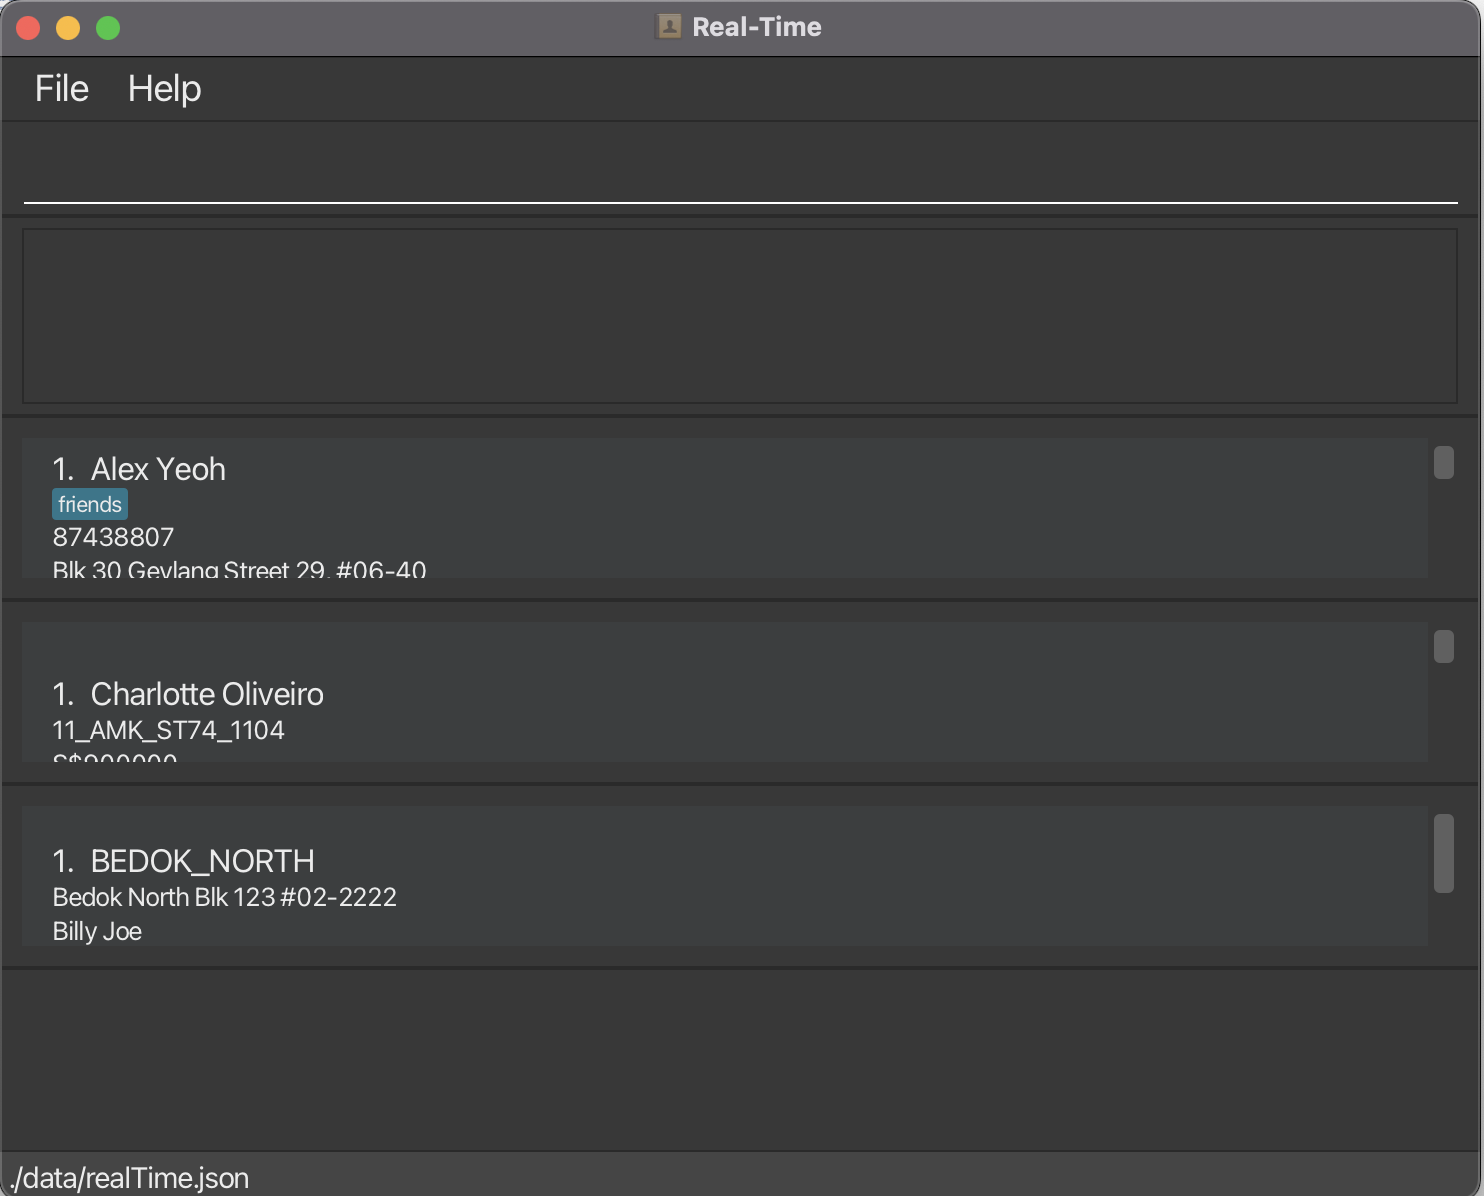 Real-Time
File Help
1. Alex Yeoh
friends
87438807
Blk 30 Geylang Street 29, #06-40
1. Charlotte Oliveiro
11_AMK_ST74_1104
S$900000
1. BEDOK_NORTH
Bedok North Blk 123 #02-2222
Billy Joe
./data/realTime.json